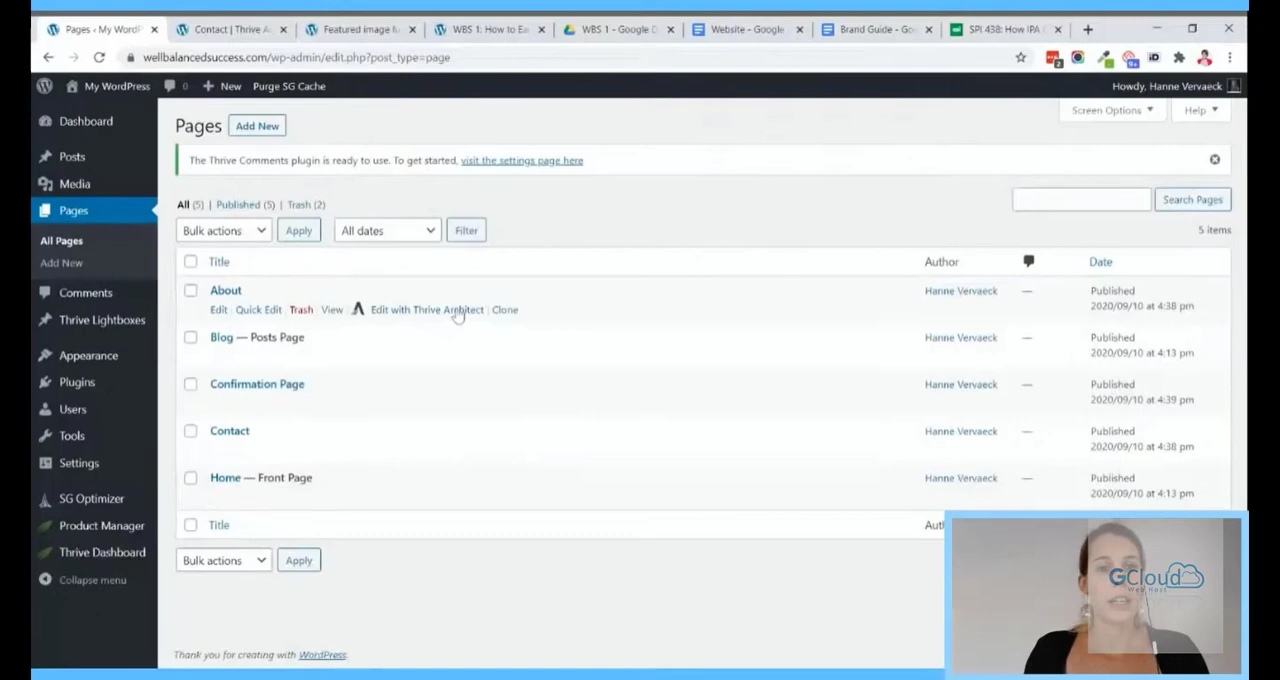 Pages ‹ My WordP
Contact | Thrive A
Featured image
WBS 1: How to Ea
WBS 1 - Google D
Website - Google
Brand Guide - Go
SPI 438: How IPA
wellbalancedsuccess.com/wp-admin/edit.php?post_type=page
My WordPress 0 New Purge SG Cache
Howdy, Hanne Vervaeck
Dashboard
Posts
Media
Pages
All Pages
Add New
Comments
Thrive Lightboxes
Appearance
Plugins
Users
Tools
Settings
SG Optimizer
Product Manager
Thrive Dashboard
Collapse menu
Screen Options Help
Pages Add New
The Thrive Comments plugin is ready to use. To get started, visit the settings page here
All (5) | Published (5) | Trash (2)
Search Pages
Bulk actions Apply All dates Filter
5 items
Title Author Date
About Hanne Vervaeck — Published
Edit Quick Edit Trash View Edit with Thrive Architect | Clone 2020/09/10 at 4:38 pm
Blog — Posts Page Hanne Vervaeck — Published
2020/09/10 at 4:13 pm
Confirmation Page Hanne Vervaeck — Published
2020/09/10 at 4:39 pm
Contact Hanne Vervaeck — Published
2020/09/10 at 4:38 pm
Home — Front Page Hanne Vervaeck — Published
2020/09/10 at 4:13 pm
Title Aut
Bulk actions Apply
Thank you for creating with WordPress.
GCloud
Web Host